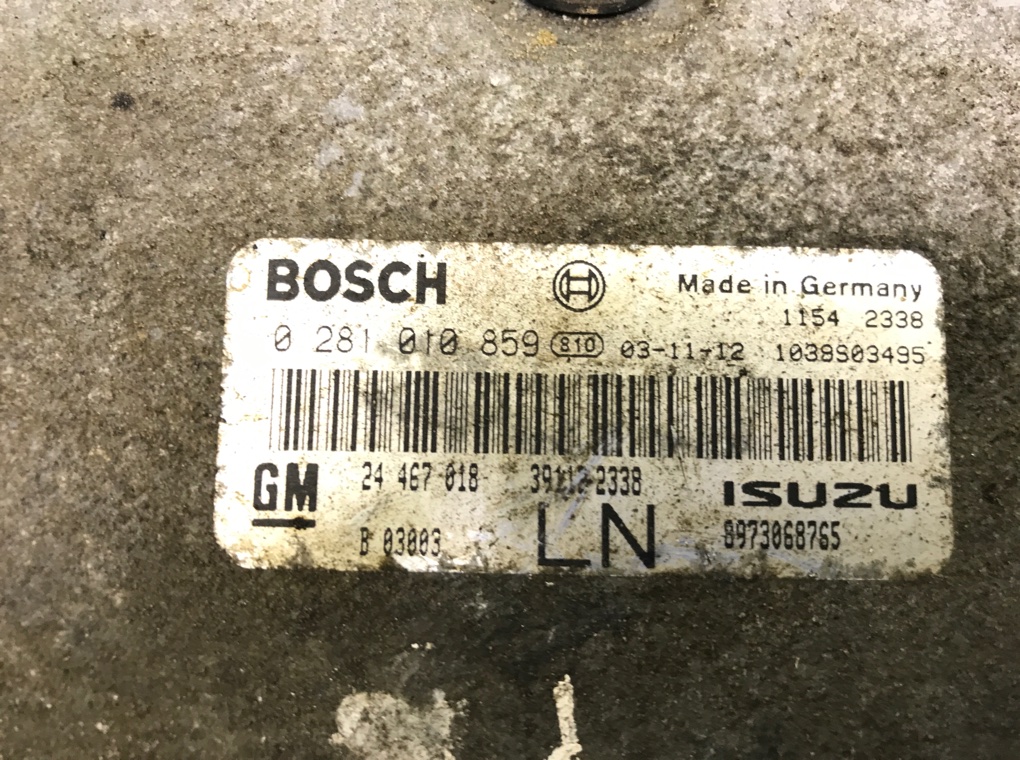 BOSCH Made in Germany
1154 2338
0 281 010 859 810 03-11-12 1039S03495
GM 24 467 018 39112 2338 ISUZU
B 03003 LN 8973068765